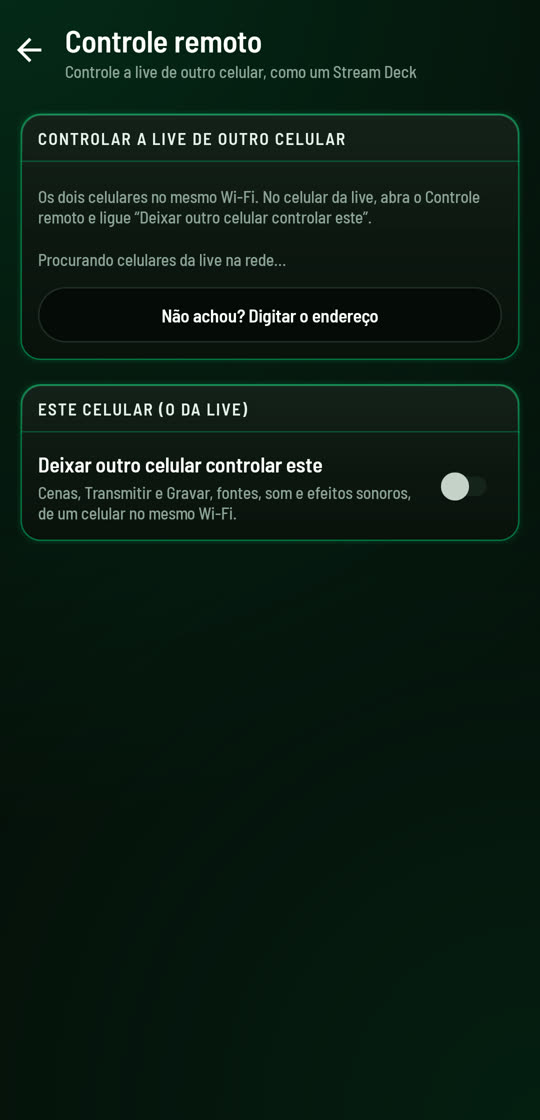 Controle remoto
Controle a live de outro celular, como um Stream Deck
CONTROLAR A LIVE DE OUTRO CELULAR
Os dois celulares no mesmo Wi-Fi. No celular da live, abra o Controle
remoto e ligue “Deixar outro celular controlar este”.
Procurando celulares da live na rede…
Não achou? Digitar o endereço
ESTE CELULAR (O DA LIVE)
Deixar outro celular controlar este
Cenas, Transmitir e Gravar, fontes, som e efeitos sonoros,
de um celular no mesmo Wi-Fi.